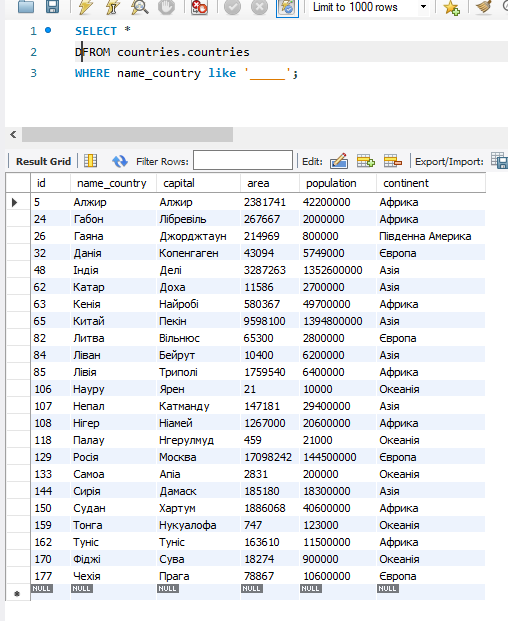 Limit to 1000 rows
1 SELECT *
2 DFROM countries.countries
3 WHERE name_country like '_____';
Result Grid Filter Rows: Edit: Export/Import:
id name_country capital area population continent
5 Алжир Алжир 2381741 42200000 Африка
24 Габон Лібревіль 267667 2000000 Африка
26 Гаяна Джорджтаун 214969 800000 Південна Америка
32 Данія Копенгаген 43094 5749000 Європа
48 Індія Делі 3287263 1352600000 Азія
62 Катар Доха 11586 2700000 Азія
63 Кенія Найробі 580367 49700000 Африка
65 Китай Пекін 9598100 1394800000 Азія
82 Литва Вільнюс 65300 2800000 Європа
84 Ліван Бейрут 10400 6200000 Азія
85 Лівія Триполі 1759540 6400000 Африка
106 Науру Ярен 21 10000 Океанія
107 Непал Катманду 147181 29400000 Азія
108 Нігер Ніамей 1267000 20600000 Африка
118 Палау Нгерулмуд 459 21000 Океанія
129 Росія Москва 17098242 144500000 Європа
133 Самоа Апіа 2831 200000 Океанія
144 Сирія Дамаск 185180 18300000 Азія
150 Судан Хартум 1886068 40600000 Африка
159 Тонга Нукуалофа 747 123000 Океанія
162 Туніс Туніс 163610 11500000 Африка
170 Фіджі Сува 18274 900000 Океанія
177 Чехія Прага 78867 10600000 Європа
NULL NULL NULL NULL NULL NULL